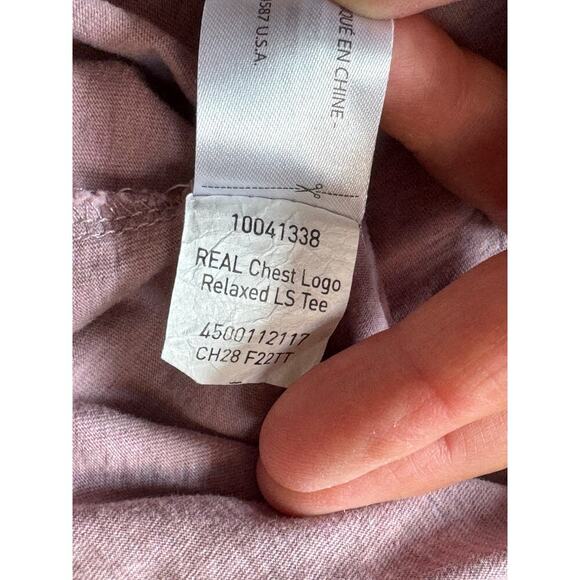 QUÉ EN CHINE -
587 U.S.A.
10041338
REAL Chest Logo
Relaxed LS Tee
4500112117
CH28 F22TT